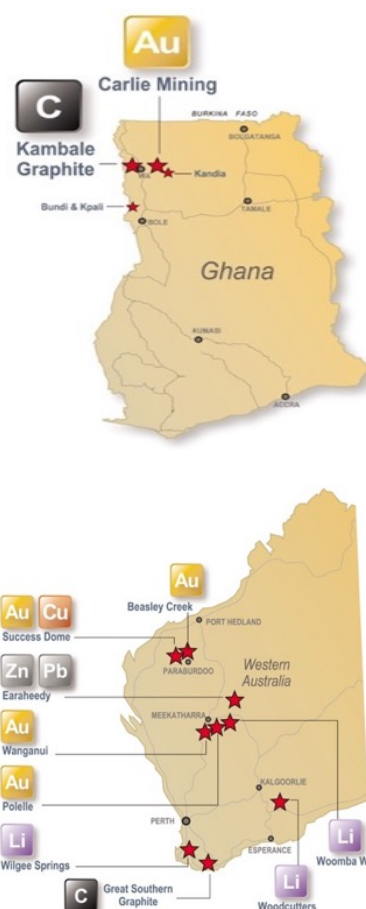 Au
Carlie Mining
C
Kambale
Graphite
BURKINA FASO
BOLGATANGA
WA
Kandia
Bundi & Kpali
BOLE
TAMALE
Ghana
KUMASI
ACCRA
Au
Beasley Creek
Au Cu
Success Dome
PORT HEDLAND
PARABURDOO
Zn Pb
Earaheedy
Western
Australia
MEEKATHARRA
Au
Wanganui
Au
Polelle
KALGOORLIE
PERTH
Li
Wilgee Springs
ESPERANCE
Li
Woomba W
C
Great Southern
Graphite
Li
Woodcutters